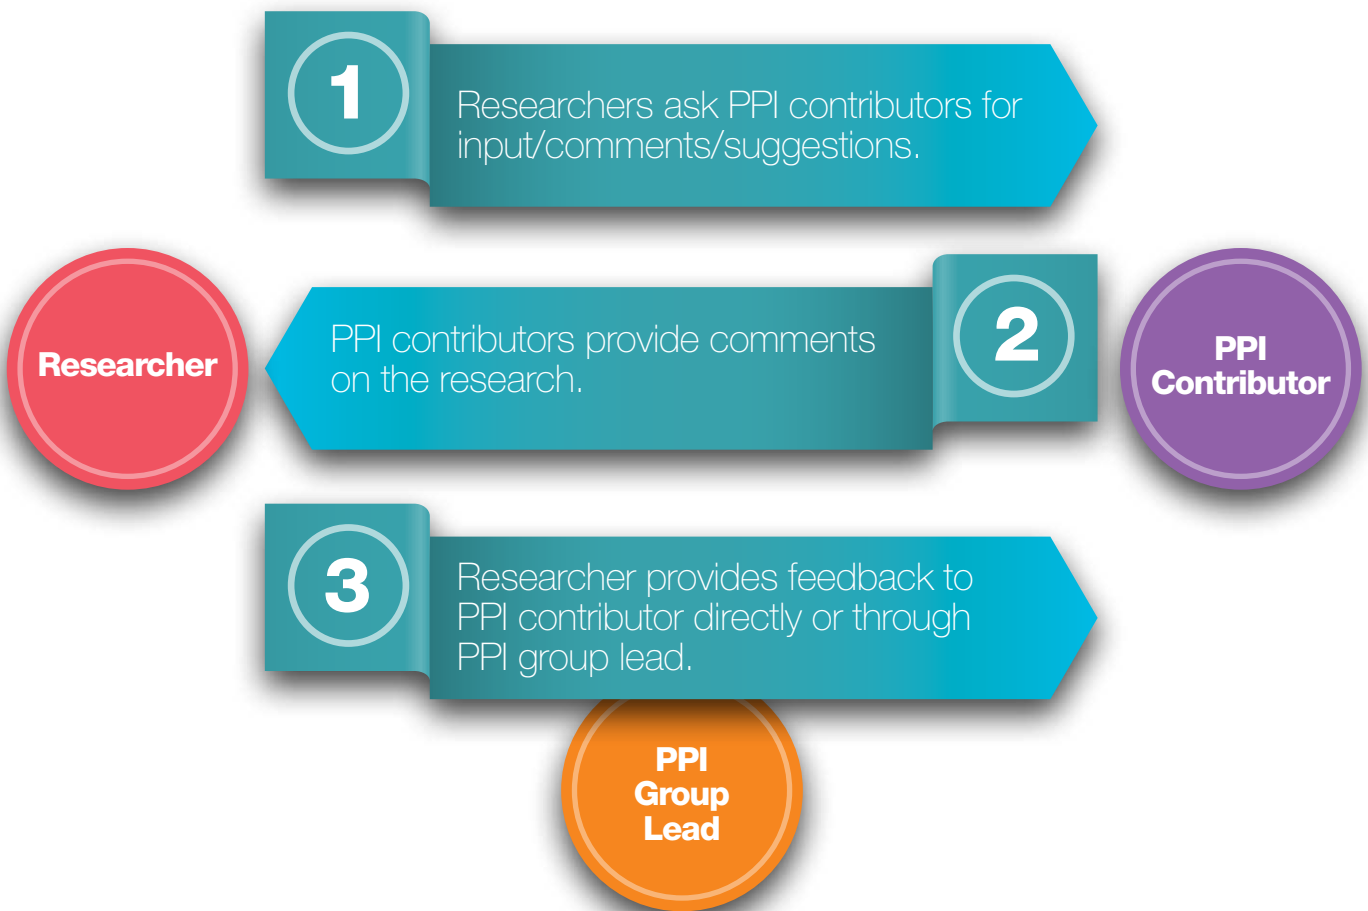 1
Researchers ask PPI contributors for
input/comments/suggestions.
Researcher
PPI contributors provide comments
on the research.
2
PPI
Contributor
3
Researcher provides feedback to
PPI contributor directly or through
PPI group lead.
PPI
Group
Lead